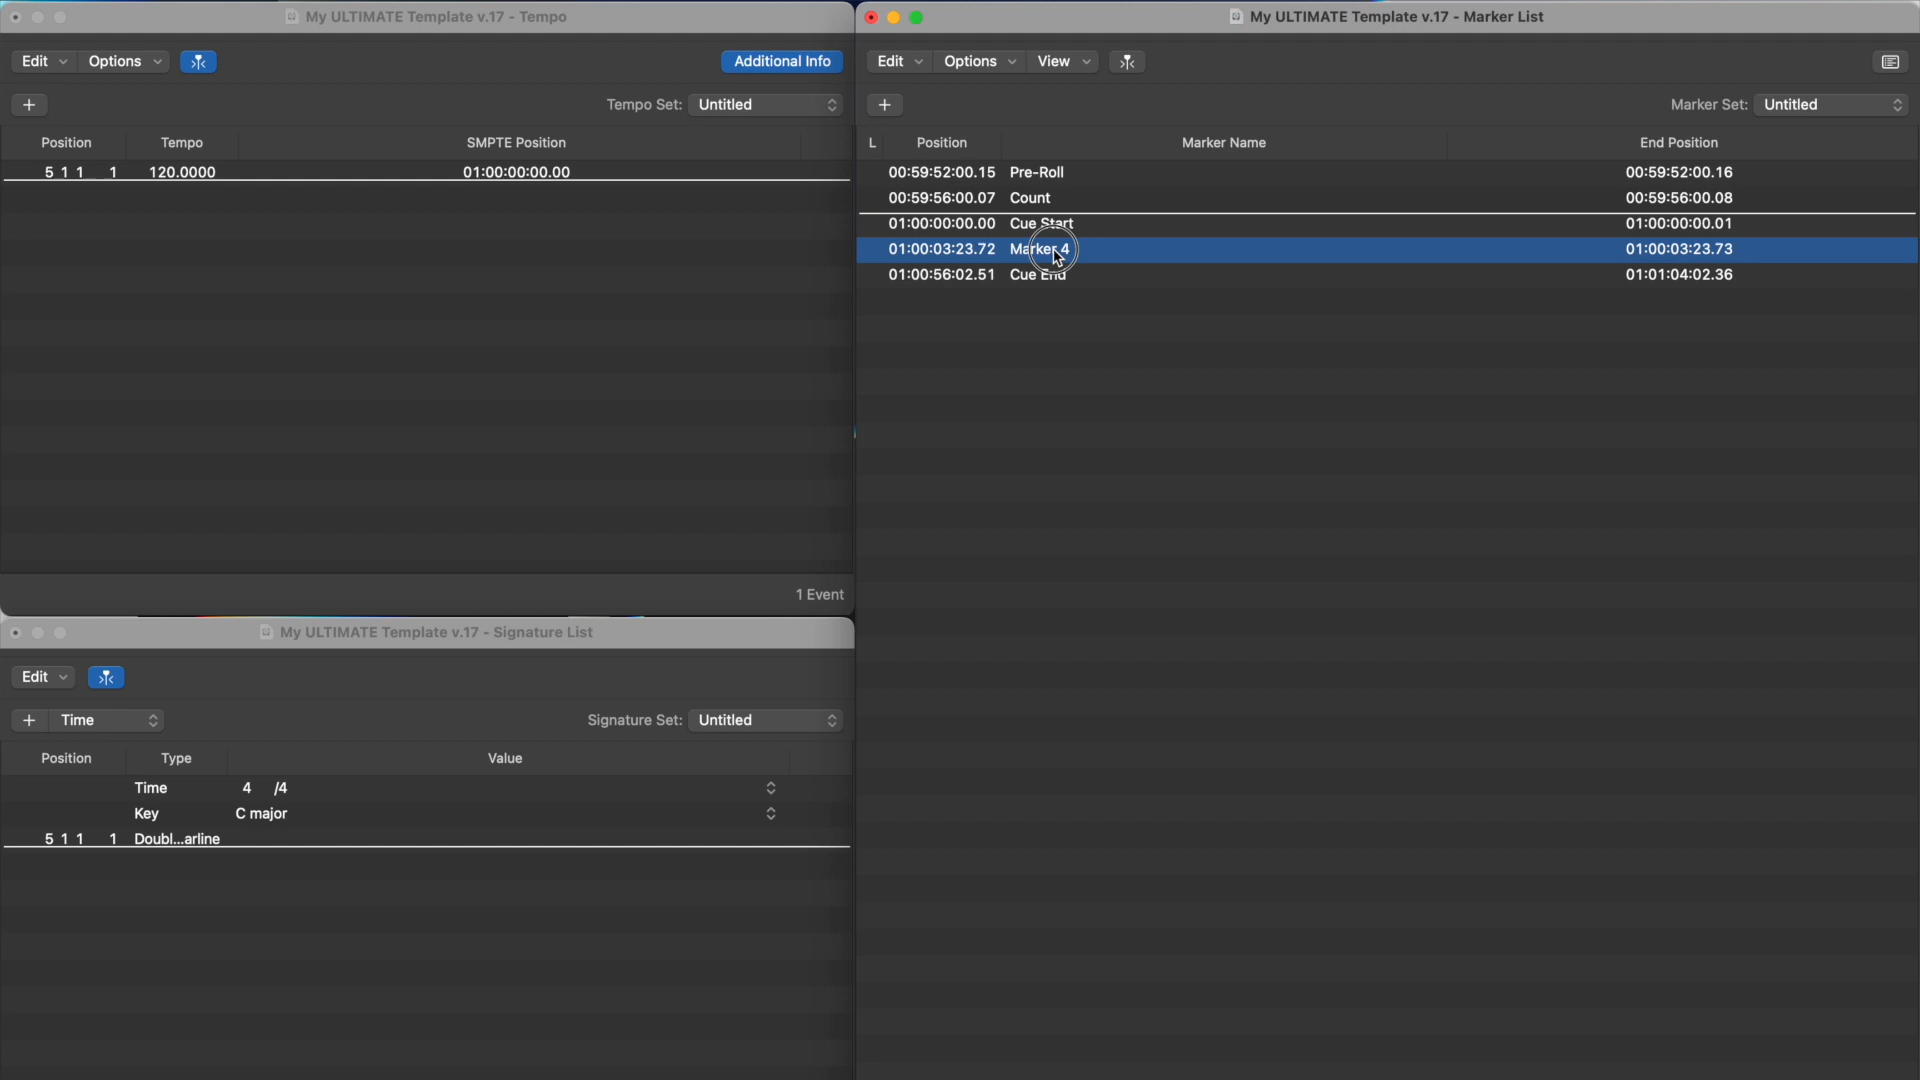 My ULTIMATE Template v.17 - Tempo
Edit Options Additional Info
+ Tempo Set: Untitled
Position Tempo SMPTE Position
5 1 1 1 120.0000 01:00:00:00.00
1 Event
My ULTIMATE Template v.17 - Signature List
Edit
+ Time Signature Set: Untitled
Position Type Value
Time 4 /4
Key C major
5 1 1 1 Doubl...arline
My ULTIMATE Template v.17 - Marker List
Edit Options View
+ Marker Set: Untitled
L Position Marker Name End Position
00:59:52:00.15 Pre-Roll 00:59:52:00.16
00:59:56:00.07 Count 00:59:56:00.08
01:00:00:00.00 Cue Start 01:00:00:00.01
01:00:03:23.72 Marker 4 01:00:03:23.73
01:00:56:02.51 Cue End 01:01:04:02.36